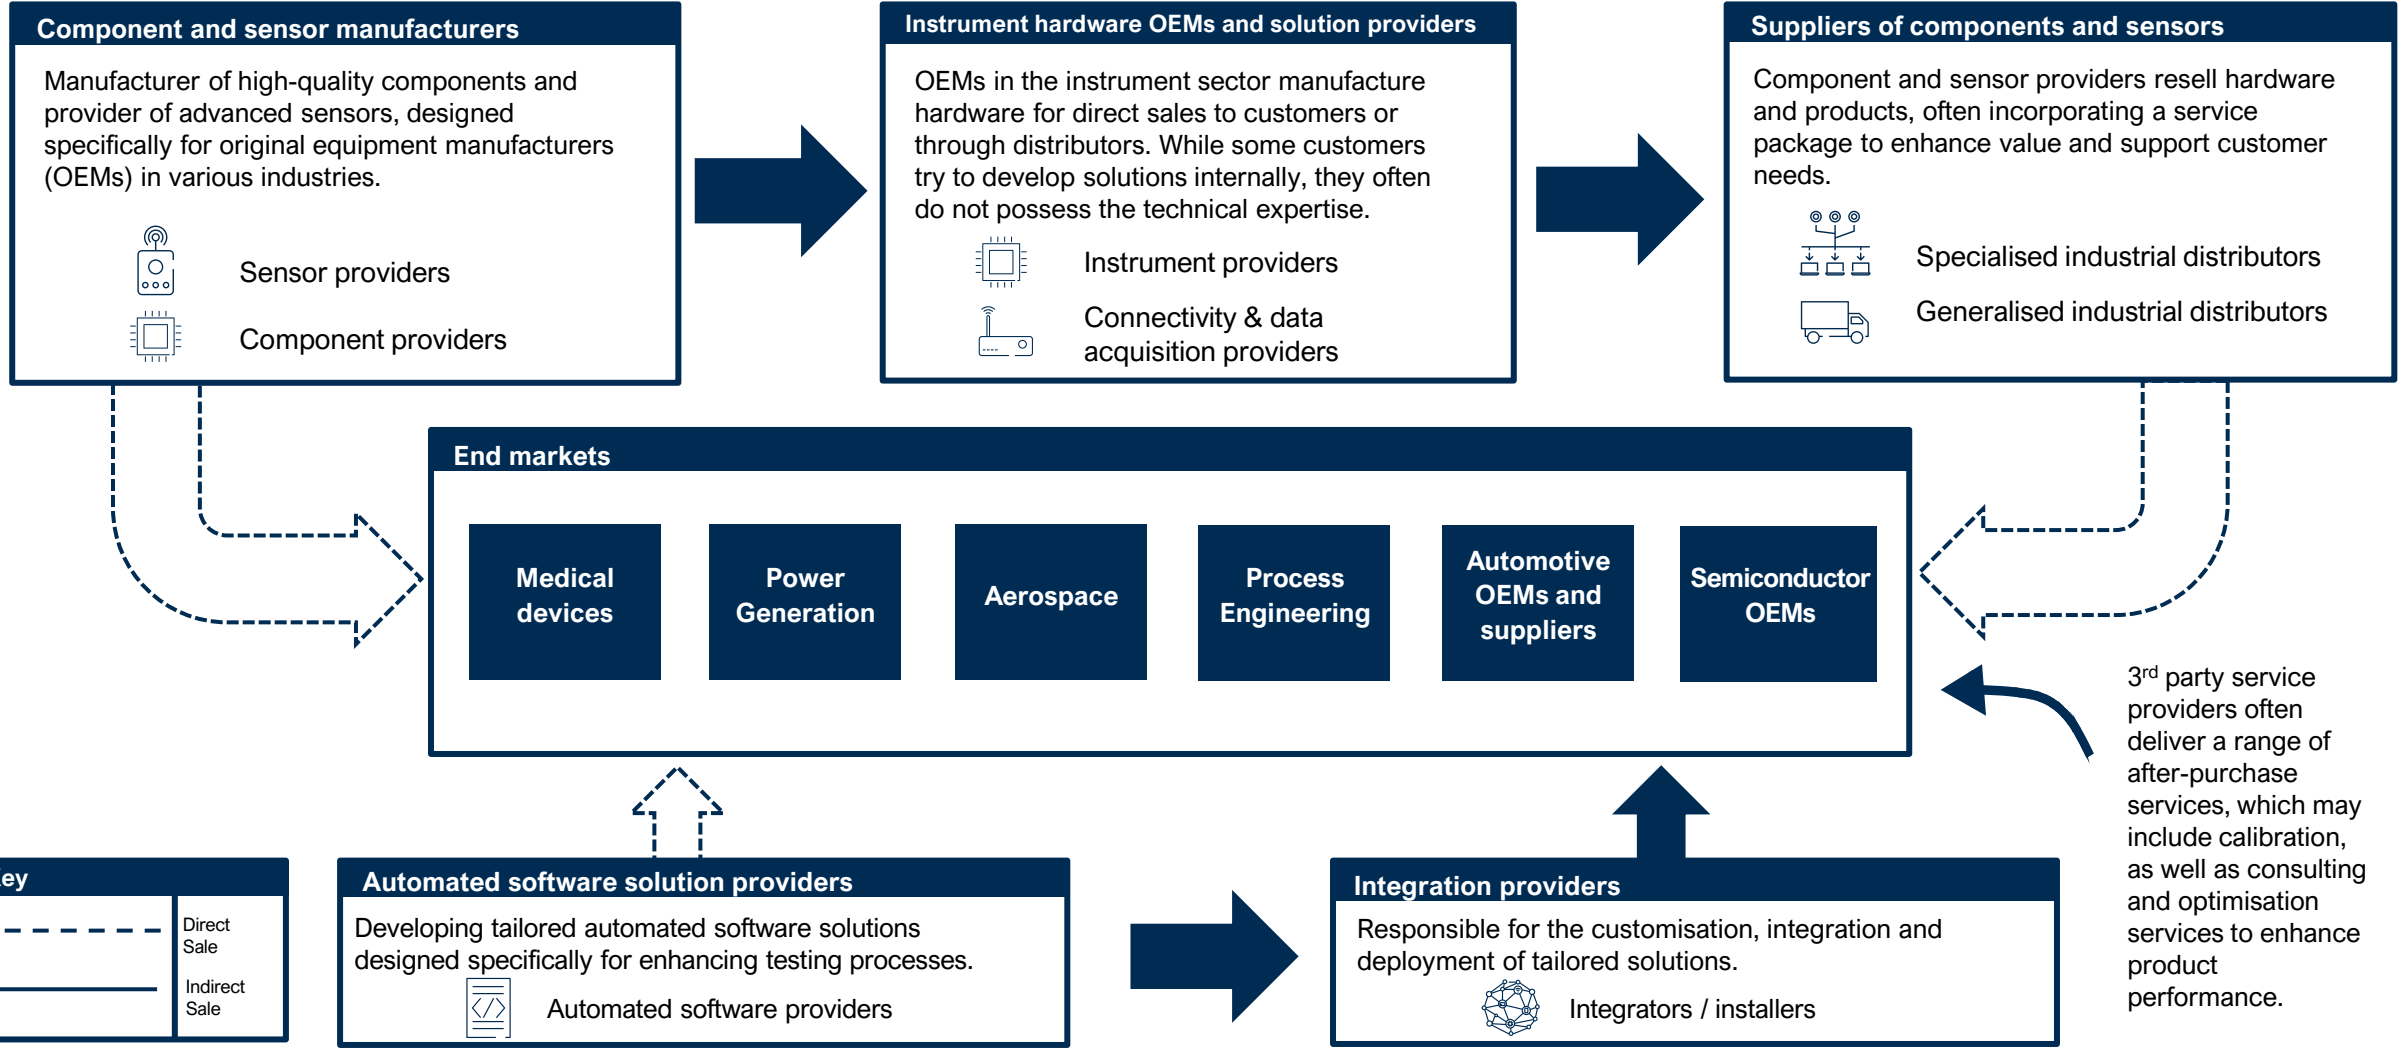 Component and sensor manufacturers
Manufacturer of high-quality components and
provider of advanced sensors, designed
specifically for original equipment manufacturers
(OEMs) in various industries.
Sensor providers
Component providers
Instrument hardware OEMs and solution providers
OEMs in the instrument sector manufacture
hardware for direct sales to customers or
through distributors. While some customers
try to develop solutions internally, they often
do not possess the technical expertise.
Instrument providers
Connectivity & data
acquisition providers
Suppliers of components and sensors
Component and sensor providers resell hardware
and products, often incorporating a service
package to enhance value and support customer
needs.
Specialised industrial distributors
Generalised industrial distributors
End markets
Medical
devices
Power
Generation
Aerospace
Process
Engineering
Automotive
OEMs and
suppliers
Semiconductor
OEMs
3rd party service
providers often
deliver a range of
after-purchase
services, which may
include calibration,
as well as consulting
and optimisation
services to enhance
product
performance.
Direct
Sale
Indirect
Sale
Automated software solution providers
Developing tailored automated software solutions
designed specifically for enhancing testing processes.
</>
Automated software providers
Integration providers
Responsible for the customisation, integration and
deployment of tailored solutions.
Integrators / installers